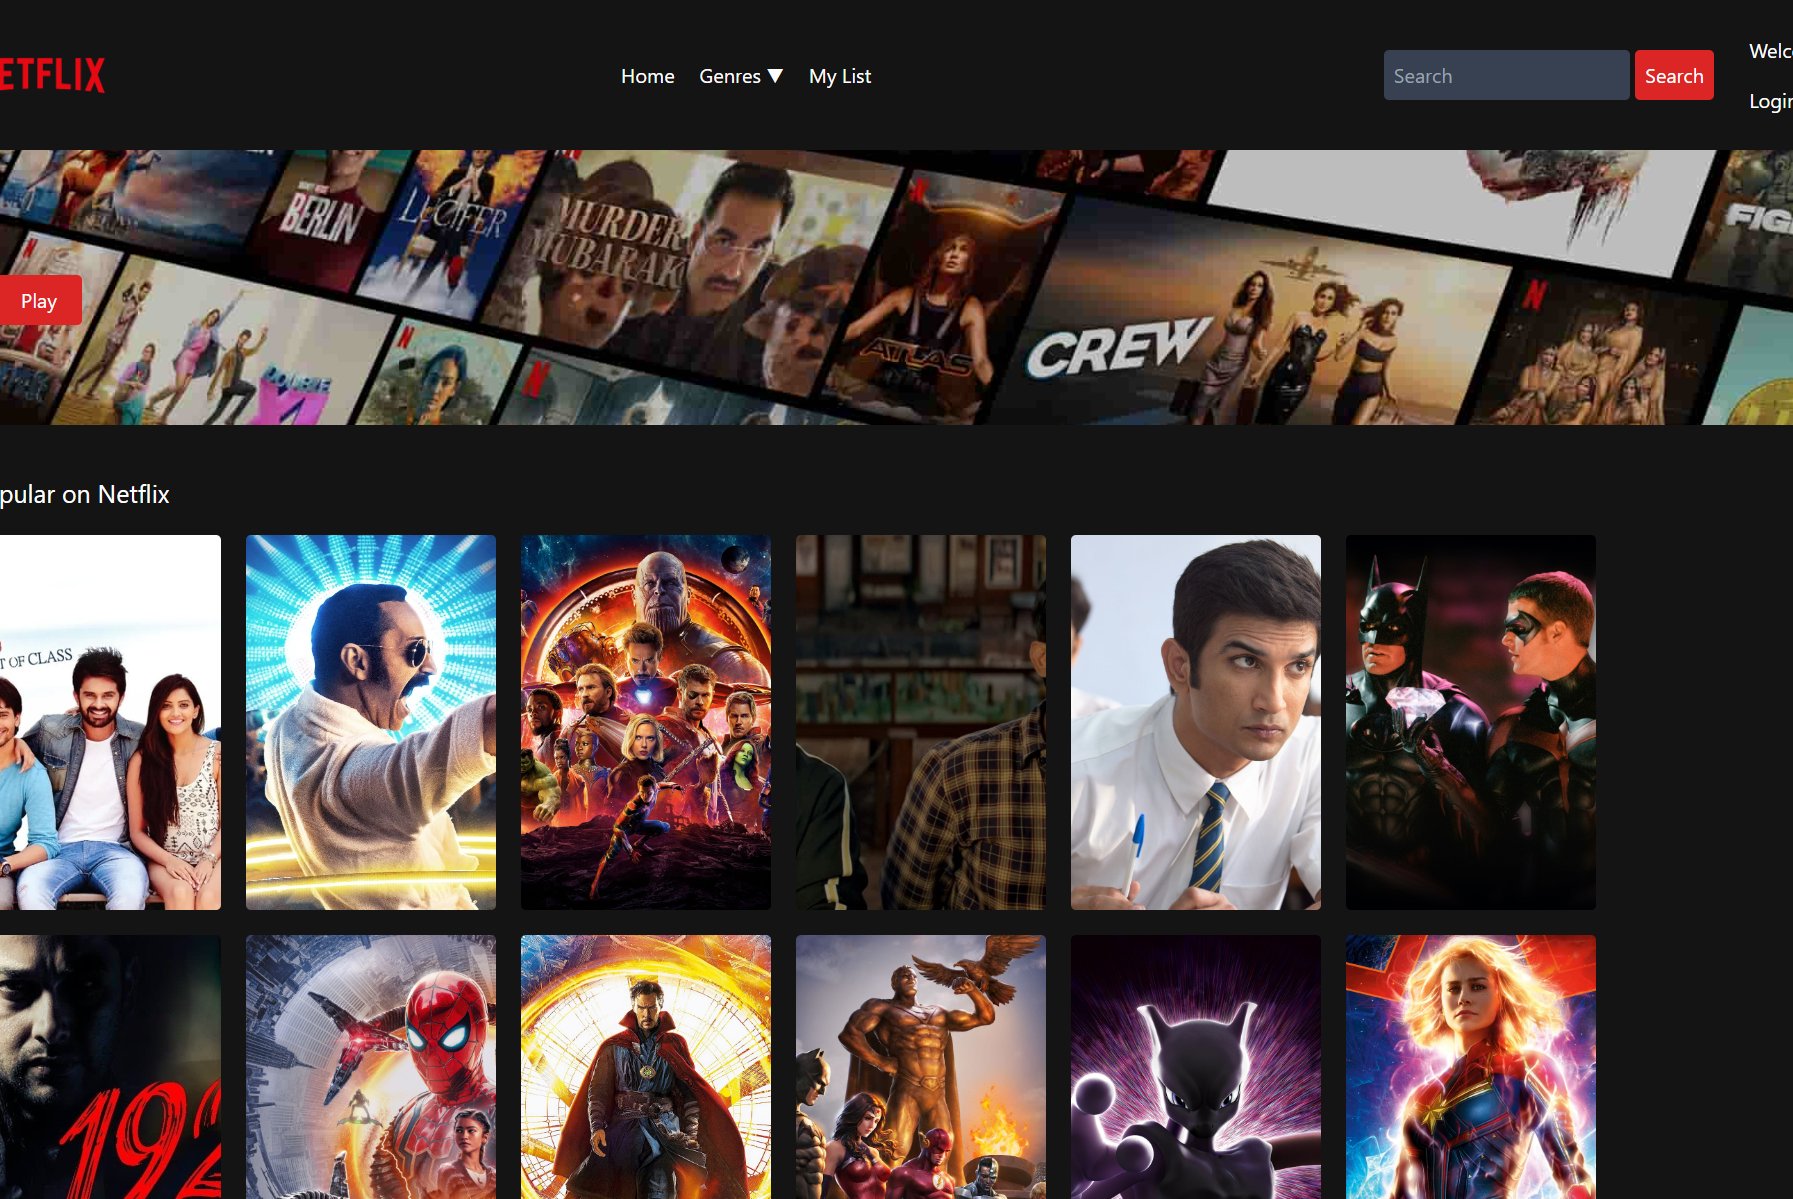 ETFLIX
Home
Genres ▼
My List
Search
Search
Welc
Login
BERLIN
LUCIFER
MURDER
MUBARAK
ATLAS
CREW
FIG
Play
DOUBLE
XL
pular on Netflix
T OF CLASS
192